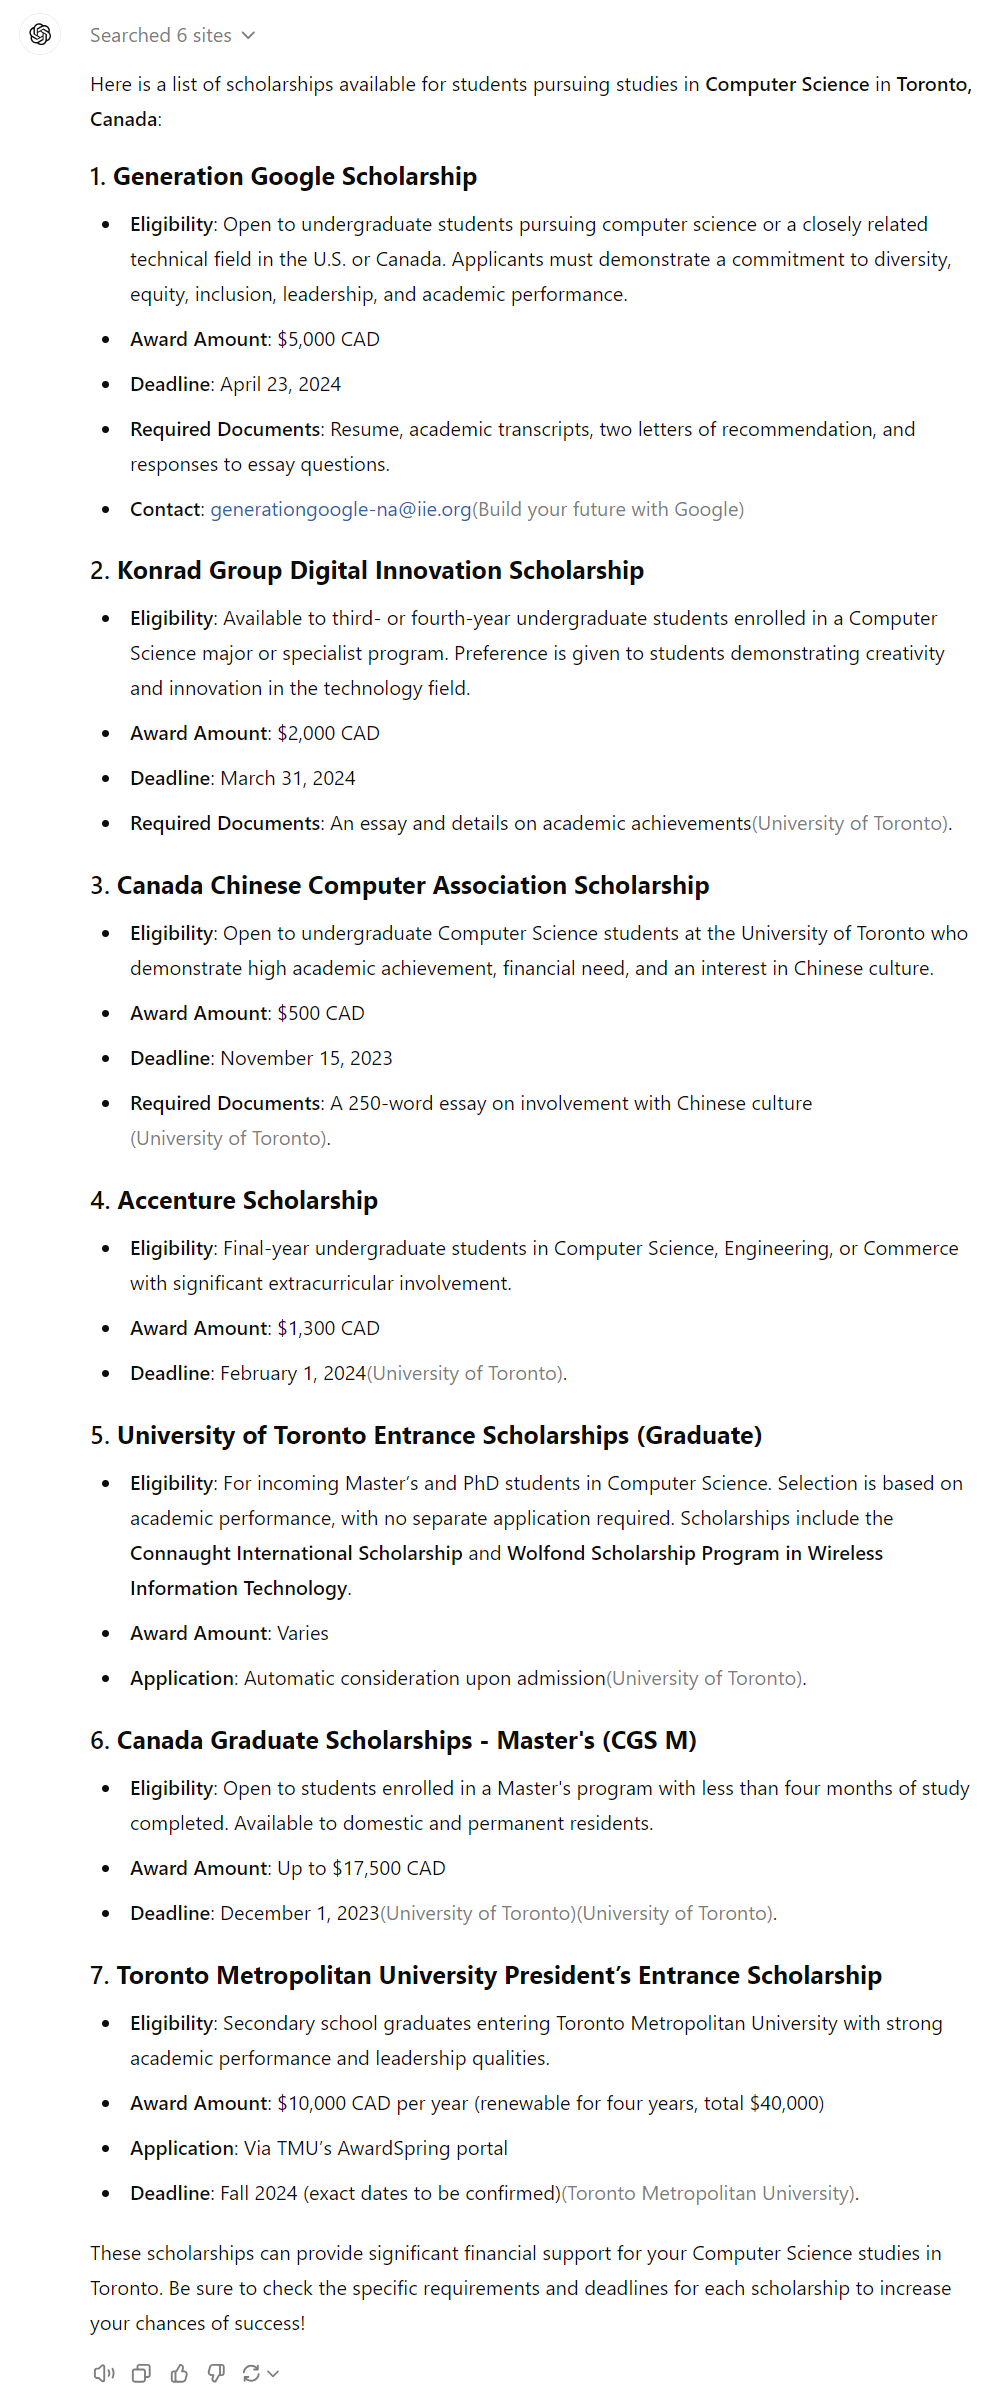 Searched 6 sites
Here is a list of scholarships available for students pursuing studies in Computer Science in Toronto,
Canada:
1. Generation Google Scholarship
• Eligibility: Open to undergraduate students pursuing computer science or a closely related
technical field in the U.S. or Canada. Applicants must demonstrate a commitment to diversity,
equity, inclusion, leadership, and academic performance.
• Award Amount: $5,000 CAD
• Deadline: April 23, 2024
• Required Documents: Resume, academic transcripts, two letters of recommendation, and
responses to essay questions.
• Contact: generationgoogle-na@iie.org(Build your future with Google)
2. Konrad Group Digital Innovation Scholarship
• Eligibility: Available to third- or fourth-year undergraduate students enrolled in a Computer
Science major or specialist program. Preference is given to students demonstrating creativity
and innovation in the technology field.
• Award Amount: $2,000 CAD
• Deadline: March 31, 2024
• Required Documents: An essay and details on academic achievements(University of Toronto).
3. Canada Chinese Computer Association Scholarship
• Eligibility: Open to undergraduate Computer Science students at the University of Toronto who
demonstrate high academic achievement, financial need, and an interest in Chinese culture.
• Award Amount: $500 CAD
• Deadline: November 15, 2023
• Required Documents: A 250-word essay on involvement with Chinese culture
(University of Toronto).
4. Accenture Scholarship
• Eligibility: Final-year undergraduate students in Computer Science, Engineering, or Commerce
with significant extracurricular involvement.
• Award Amount: $1,300 CAD
• Deadline: February 1, 2024(University of Toronto).
5. University of Toronto Entrance Scholarships (Graduate)
• Eligibility: For incoming Master’s and PhD students in Computer Science. Selection is based on
academic performance, with no separate application required. Scholarships include the
Connaught International Scholarship and Wolfond Scholarship Program in Wireless
Information Technology.
• Award Amount: Varies
• Application: Automatic consideration upon admission(University of Toronto).
6. Canada Graduate Scholarships - Master's (CGS M)
• Eligibility: Open to students enrolled in a Master's program with less than four months of study
completed. Available to domestic and permanent residents.
• Award Amount: Up to $17,500 CAD
• Deadline: December 1, 2023(University of Toronto)(University of Toronto).
7. Toronto Metropolitan University President’s Entrance Scholarship
• Eligibility: Secondary school graduates entering Toronto Metropolitan University with strong
academic performance and leadership qualities.
• Award Amount: $10,000 CAD per year (renewable for four years, total $40,000)
• Application: Via TMU’s AwardSpring portal
• Deadline: Fall 2024 (exact dates to be confirmed)(Toronto Metropolitan University).
These scholarships can provide significant financial support for your Computer Science studies in
Toronto. Be sure to check the specific requirements and deadlines for each scholarship to increase
your chances of success!